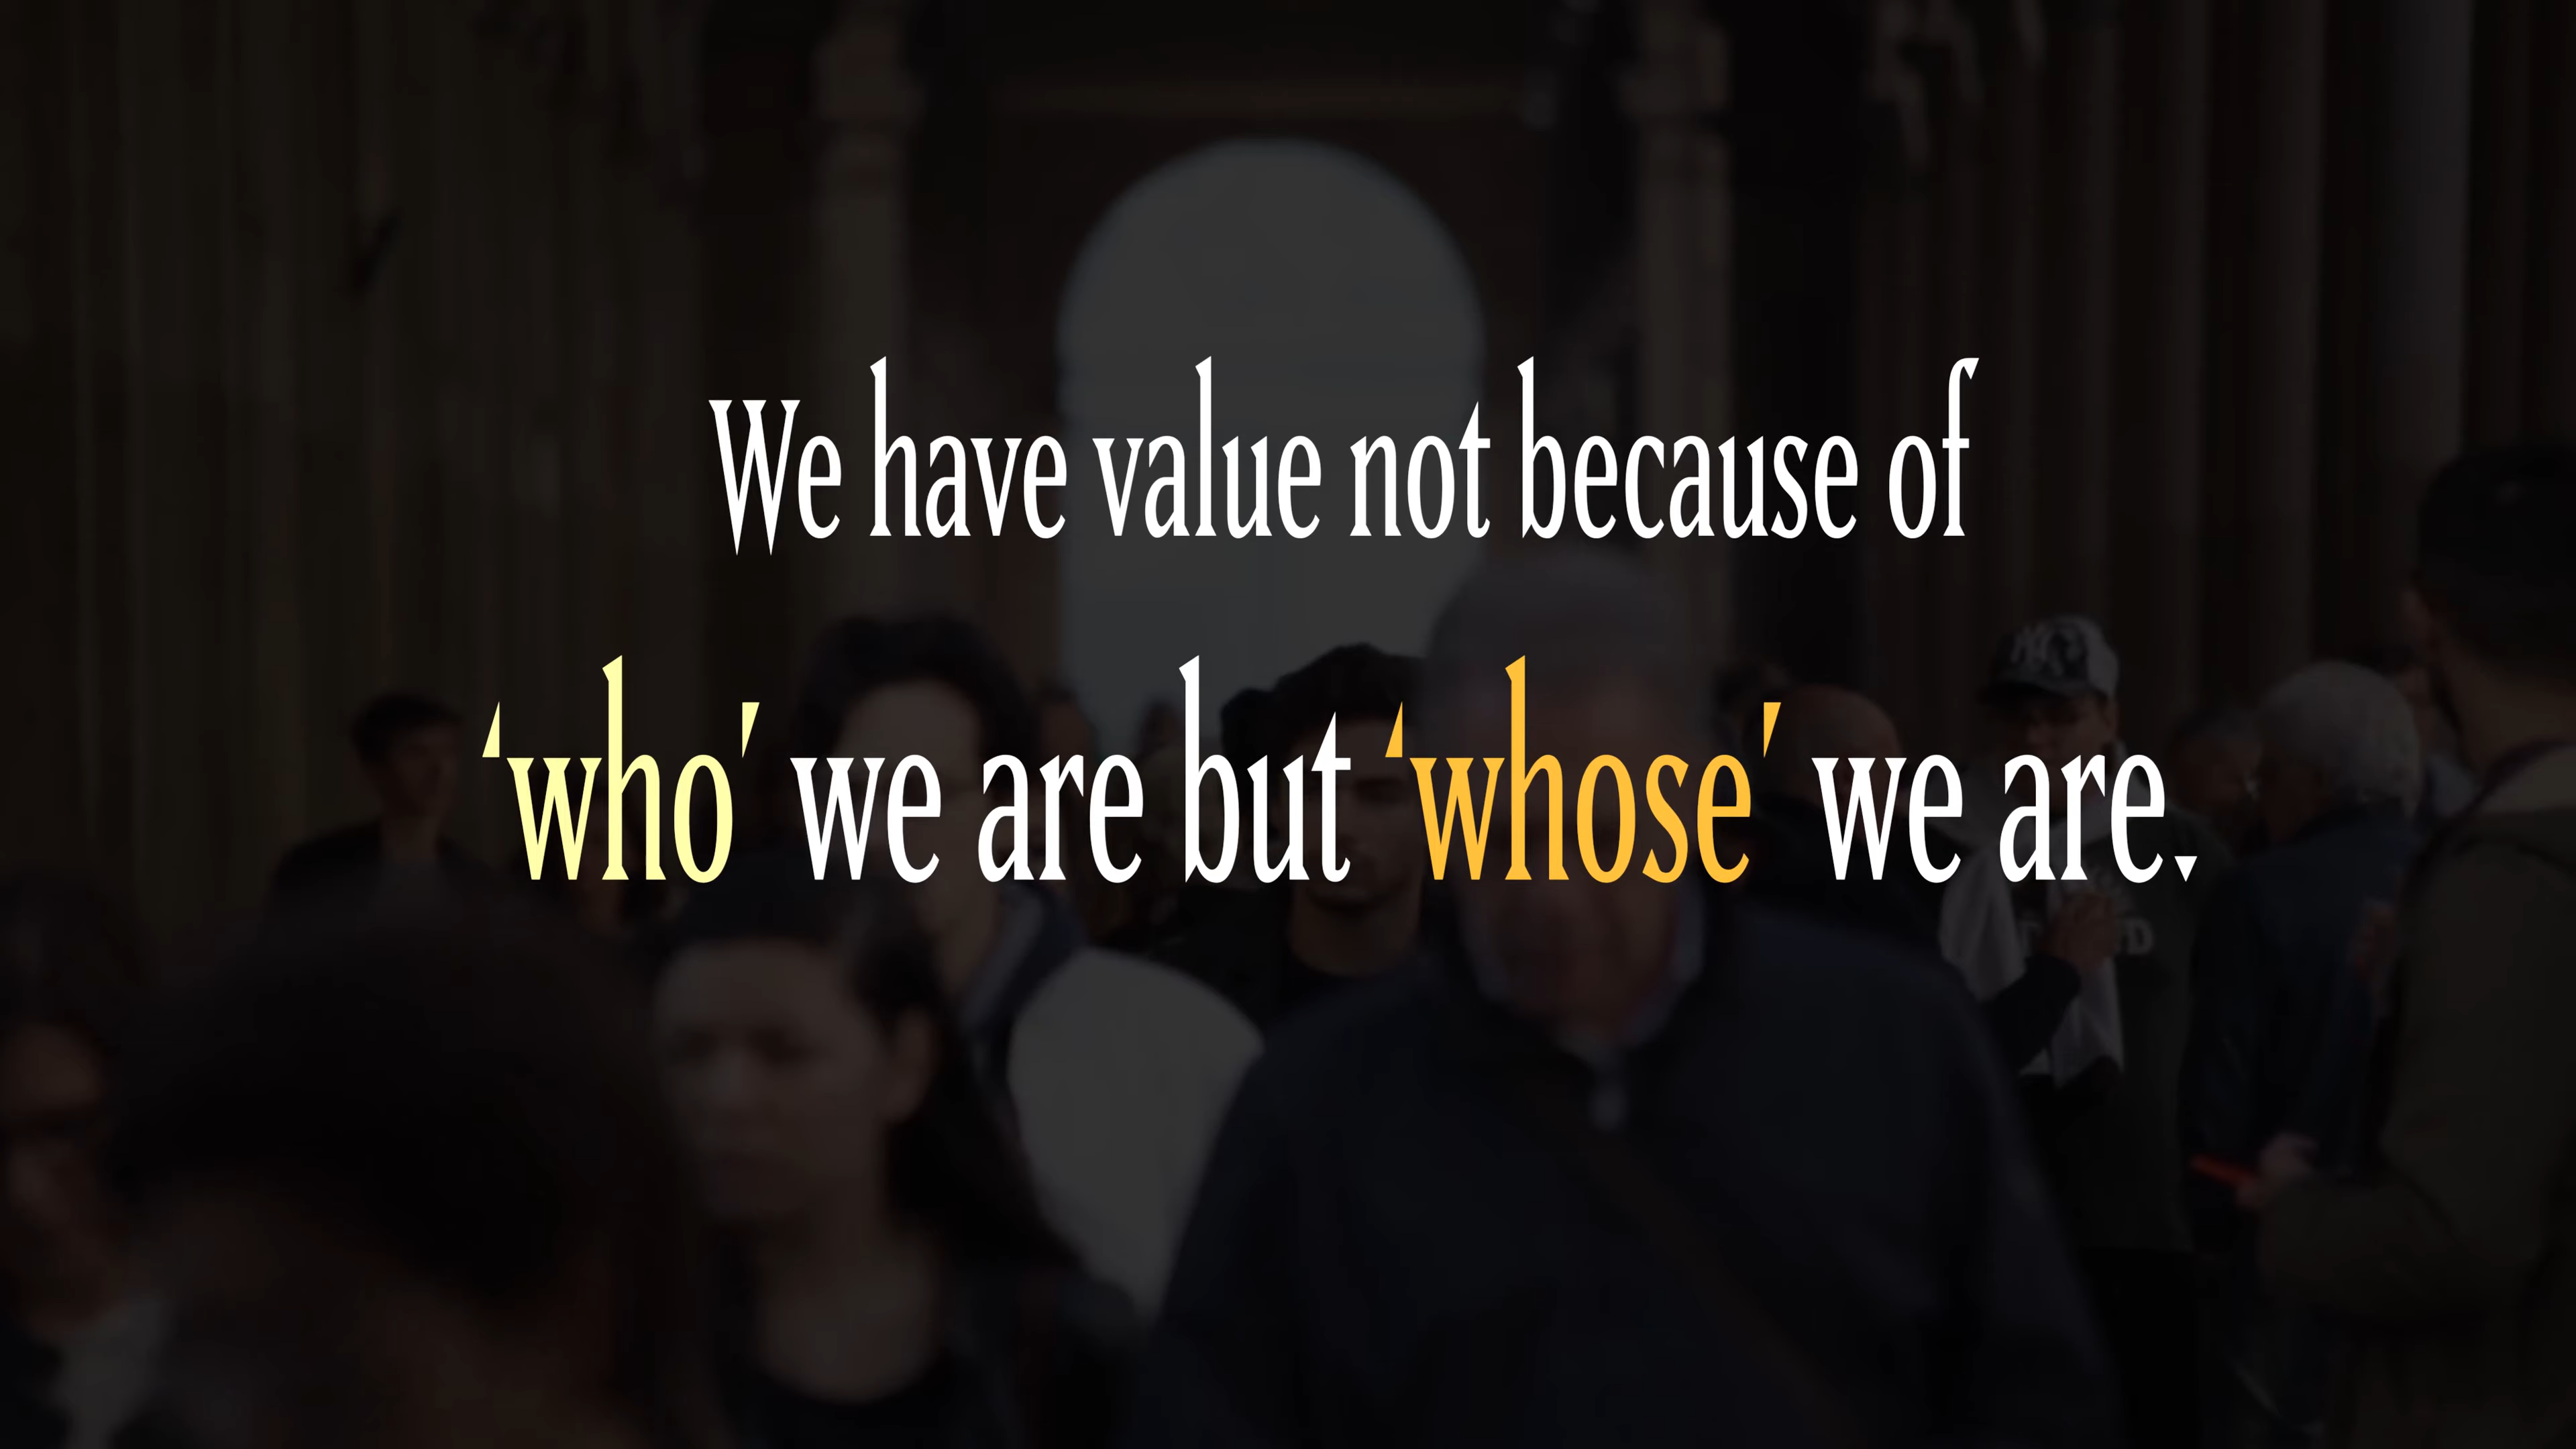 We have value not because of
‘who’ we are but ‘whose’ we are.